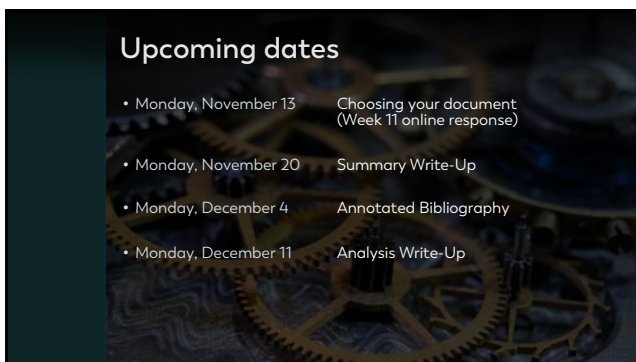 Upcoming dates
• Monday, November 13 Choosing your document
(Week 11 online response)
• Monday, November 20 Summary Write-Up
• Monday, December 4 Annotated Bibliography
• Monday, December 11 Analysis Write-Up